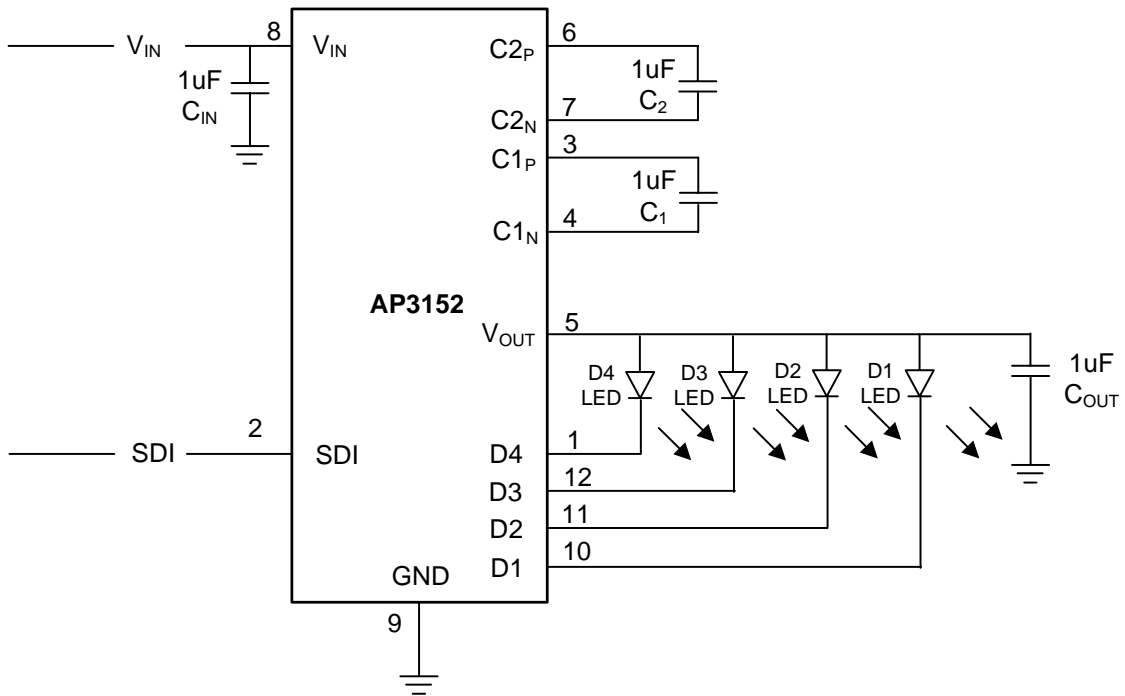 V_IN
8
V_IN
1uF
C_IN
C2_P
6
1uF
C_2
C2_N
7
C1_P
3
1uF
C_1
C1_N
4
AP3152
V_OUT
5
D4
LED
D3
LED
D2
LED
D1
LED
1uF
C_OUT
SDI
2
SDI
D4
1
D3
12
D2
11
D1
10
GND
9